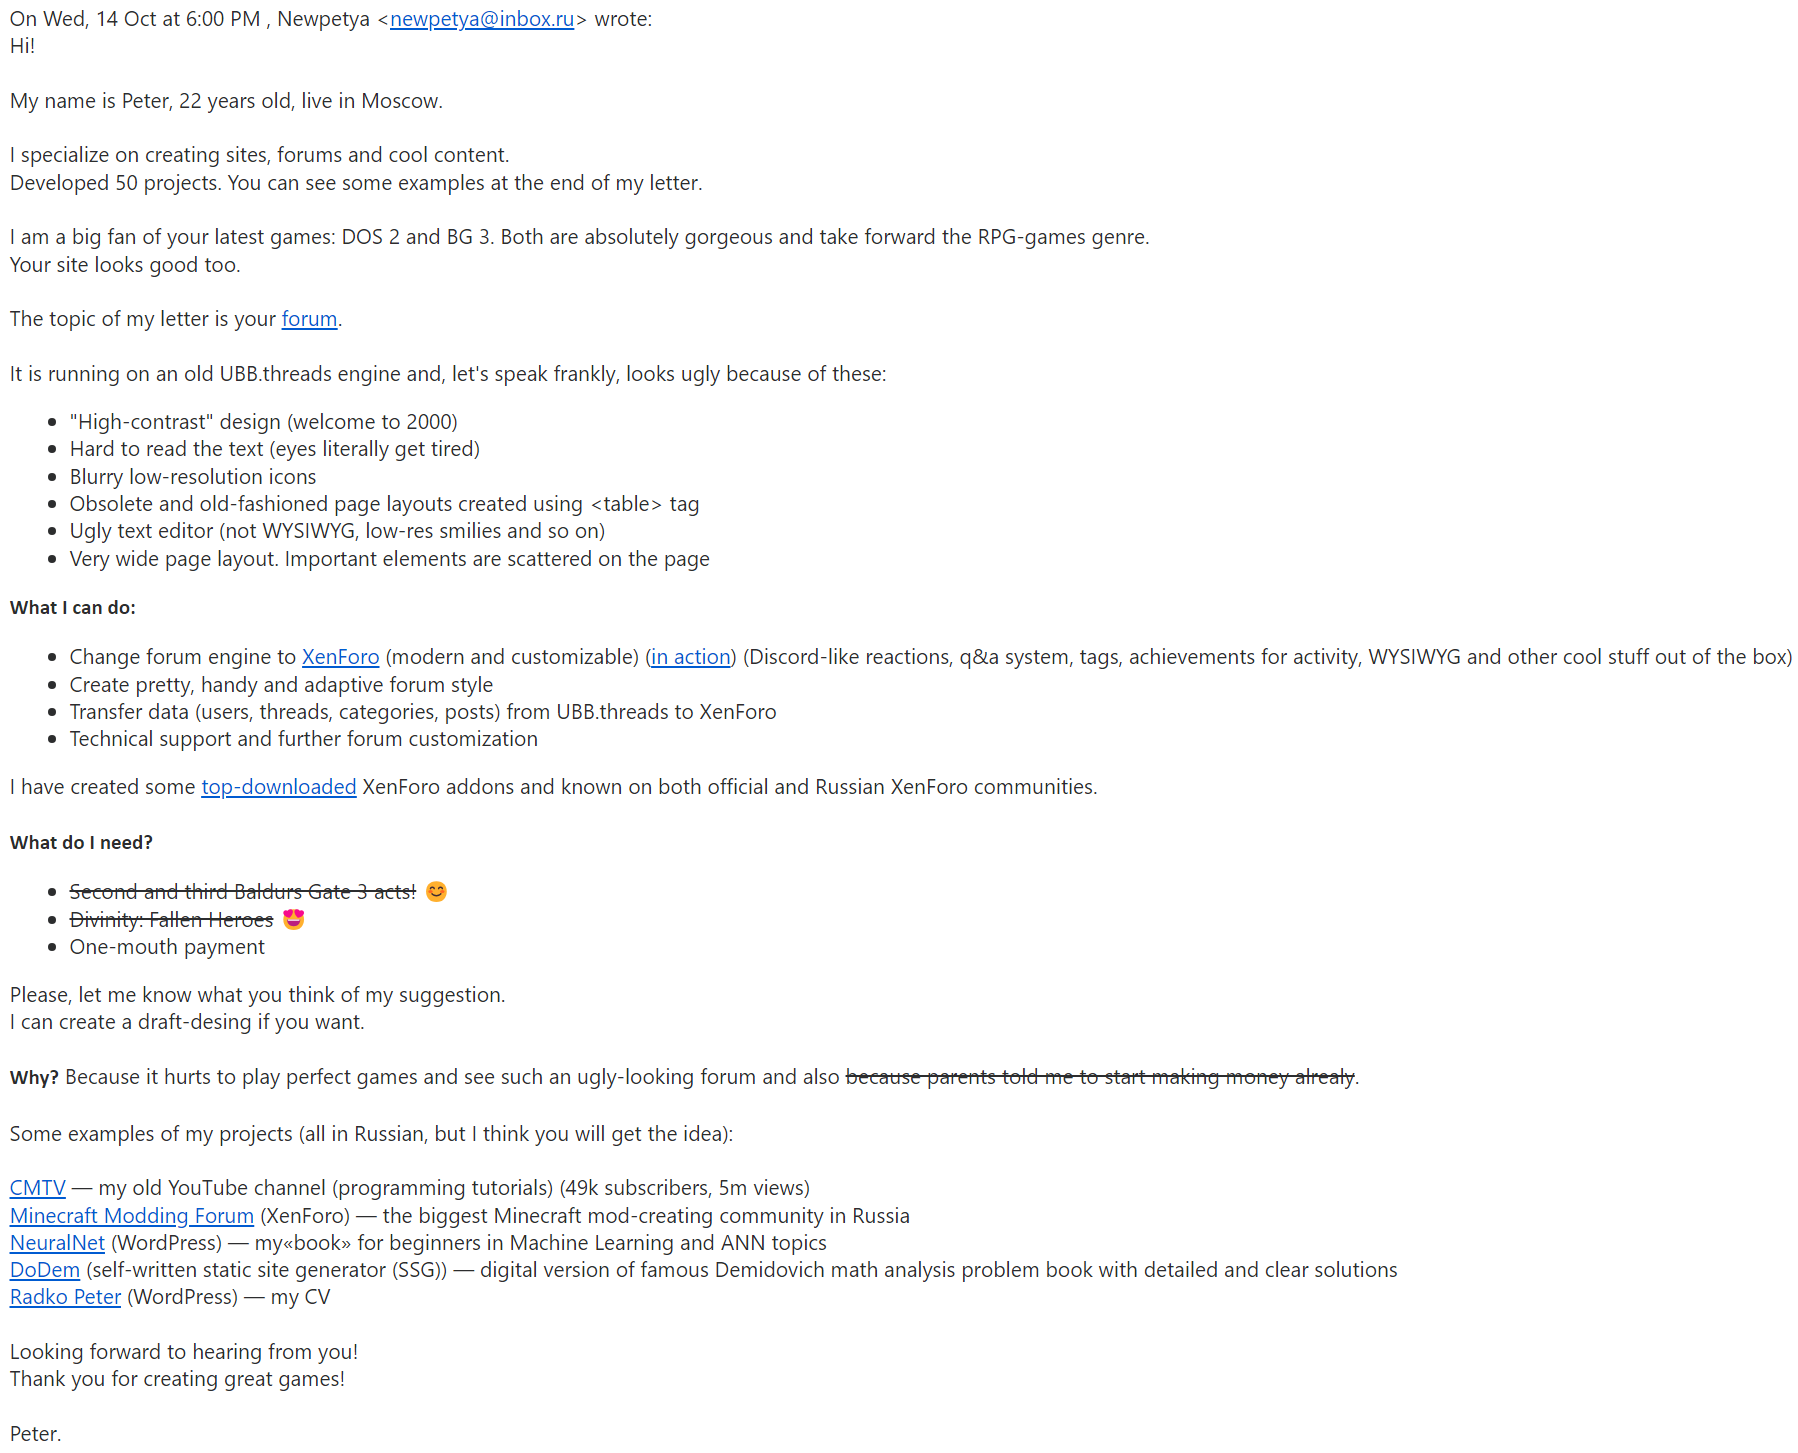 On Wed, 14 Oct at 6:00 PM , Newpetya <newpetya@inbox.ru> wrote:
Hi!
My name is Peter, 22 years old, live in Moscow.
I specialize on creating sites, forums and cool content.
Developed 50 projects. You can see some examples at the end of my letter.
I am a big fan of your latest games: DOS 2 and BG 3. Both are absolutely gorgeous and take forward the RPG-games genre.
Your site looks good too.
The topic of my letter is your forum.
It is running on an old UBB.threads engine and, let's speak frankly, looks ugly because of these:
• "High-contrast" design (welcome to 2000)
• Hard to read the text (eyes literally get tired)
• Blurry low-resolution icons
• Obsolete and old-fashioned page layouts created using <table> tag
• Ugly text editor (not WYSIWYG, low-res smilies and so on)
• Very wide page layout. Important elements are scattered on the page
What I can do:
• Change forum engine to XenForo (modern and customizable) (in action) (Discord-like reactions, q&a system, tags, achievements for activity, WYSIWYG and other cool stuff out of the box)
• Create pretty, handy and adaptive forum style
• Transfer data (users, threads, categories, posts) from UBB.threads to XenForo
• Technical support and further forum customization
I have created some top-downloaded XenForo addons and known on both official and Russian XenForo communities.
What do I need?
• Second and third Baldurs Gate 3 acts! 😊
• Divinity: Fallen Heroes 😍
• One-mouth payment
Please, let me know what you think of my suggestion.
I can create a draft-desing if you want.
Why? Because it hurts to play perfect games and see such an ugly-looking forum and also because parents told me to start making money alrealy.
Some examples of my projects (all in Russian, but I think you will get the idea):
CMTV — my old YouTube channel (programming tutorials) (49k subscribers, 5m views)
Minecraft Modding Forum (XenForo) — the biggest Minecraft mod-creating community in Russia
NeuralNet (WordPress) — my«book» for beginners in Machine Learning and ANN topics
DoDem (self-written static site generator (SSG)) — digital version of famous Demidovich math analysis problem book with detailed and clear solutions
Radko Peter (WordPress) — my CV
Looking forward to hearing from you!
Thank you for creating great games!
Peter.